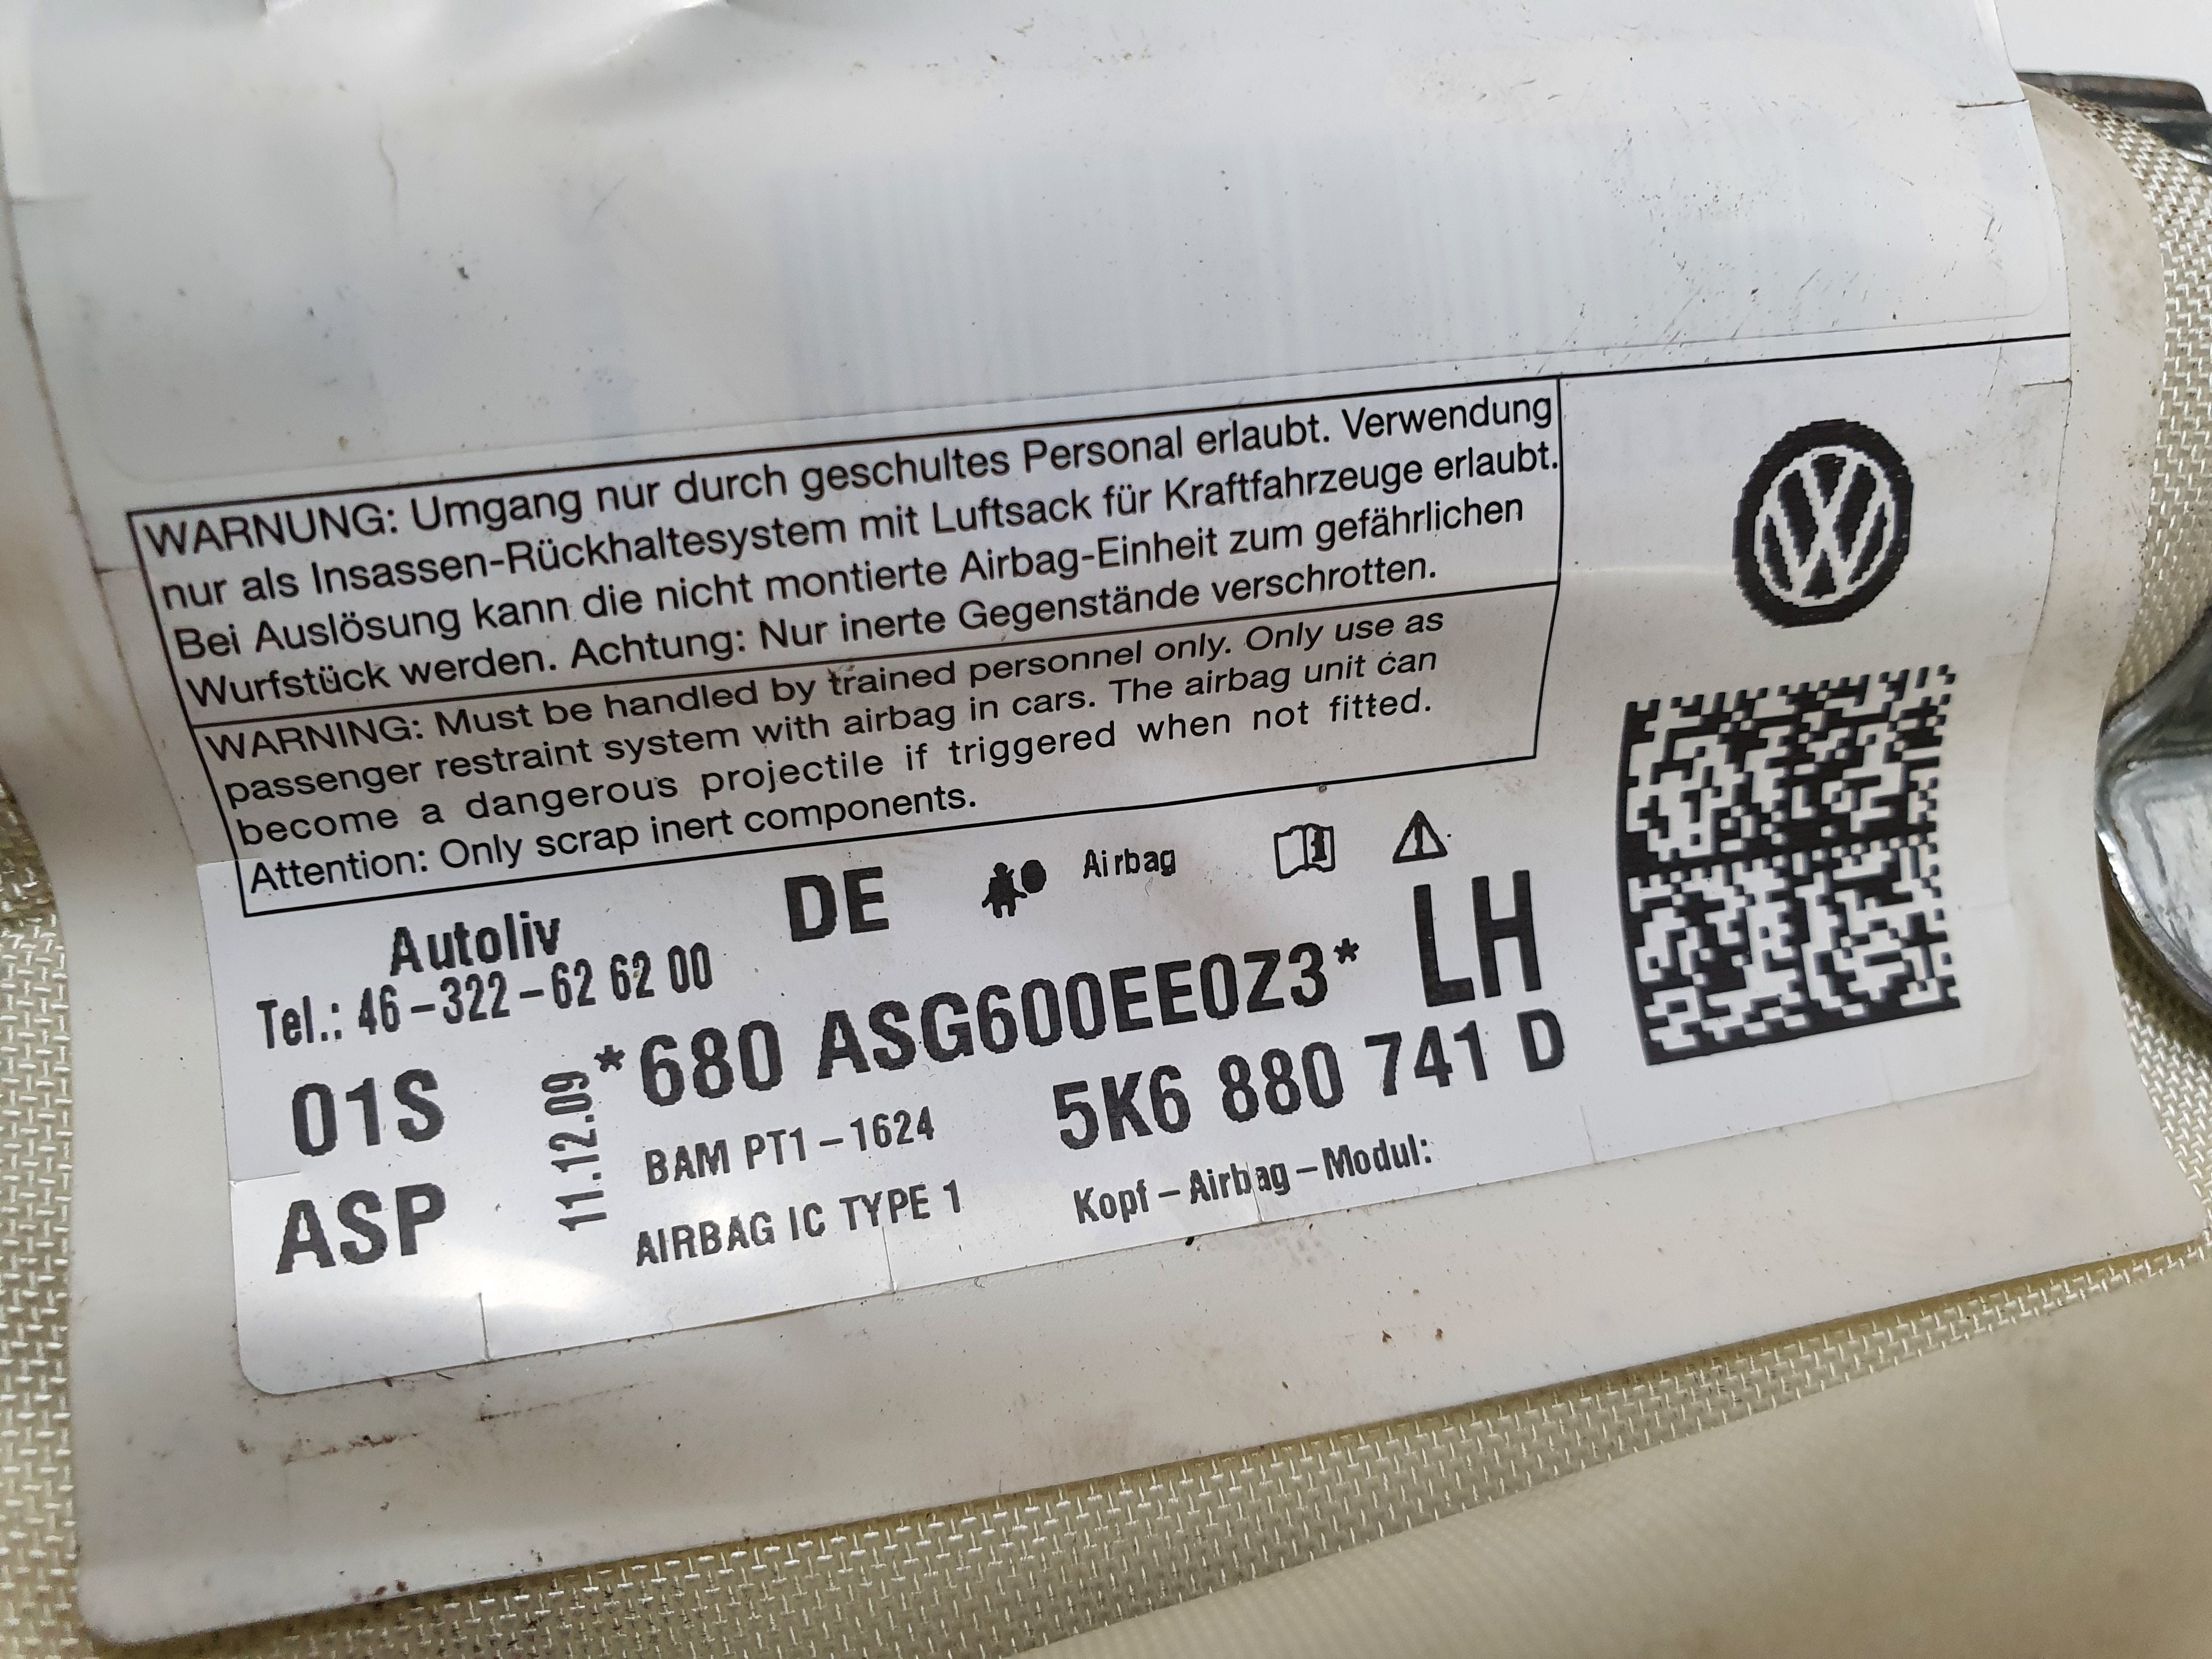 WARNUNG: Umgang nur durch geschultes Personal erlaubt. Verwendung
nur als Insassen-Rückhaltesystem mit Luftsack für Kraftfahrzeuge erlaubt.
Bei Auslösung kann die nicht montierte Airbag-Einheit zum gefährlichen
Wurfstück werden. Achtung: Nur inerte Gegenstände verschrotten.
WARNING: Must be handled by trained personnel only. Only use as
passenger restraint system with airbag in cars. The airbag unit can
become a dangerous projectile if triggered when not fitted.
Attention: Only scrap inert components.
Autoliv
Tel.: 46-322-62 62 00
DE
Airbag
LH
*680 ASG600EE0Z3*
01S
11.12.09
BAM PT1-1624
5K6 880 741 D
ASP
AIRBAG IC TYPE 1
Kopf-Airbag-Modul: